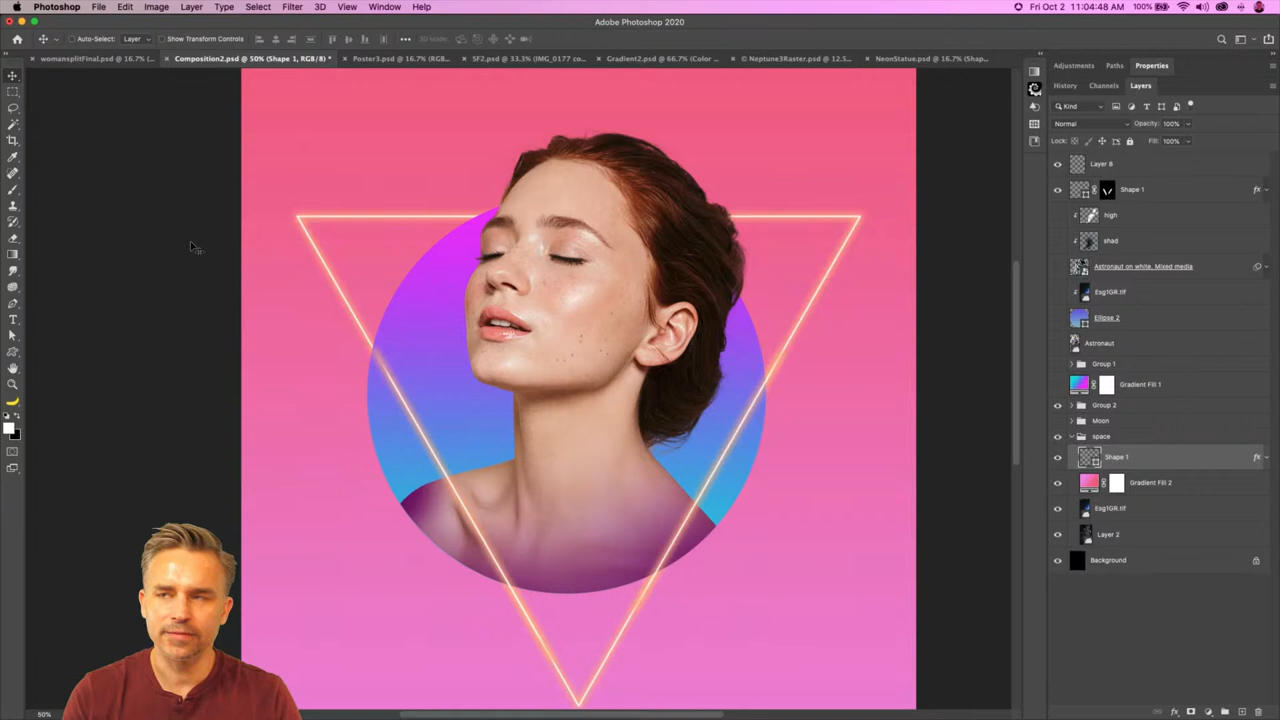 Photoshop File Edit Image Layer Type Select Filter 3D View Window Help 100% Fri Oct 2 11:04:48 AM
Adobe Photoshop 2020
Auto-Select: Layer Show Transform Controls ••• 3D Mode:
womansplitFinal.psd @ 16.7% (... × Composition2.psd @ 50% (Shape 1, RGB/8) * × Poster3.psd @ 16.7% (RGB... × SF2.psd @ 33.3% (IMG_0177 co... × Gradient2.psd @ 66.7% (Color ... × © Neptune3Raster.psd @ 12.5... × NeonStatue.psd @ 16.7% (Shap...
Adjustments Paths Properties
History Channels Layers
Kind
Normal Opacity: 100%
Lock: Fill: 100%
Layer 8
Shape 1 fx
high
shad
Astronaut on white. Mixed media
Esg1GR.tif
Ellipse 2
Astronaut
Group 1
Gradient Fill 1
Group 2
Moon
space
Shape 1 fx
Gradient Fill 2
Esg1GR.tif
Layer 2
Background
50%
fx